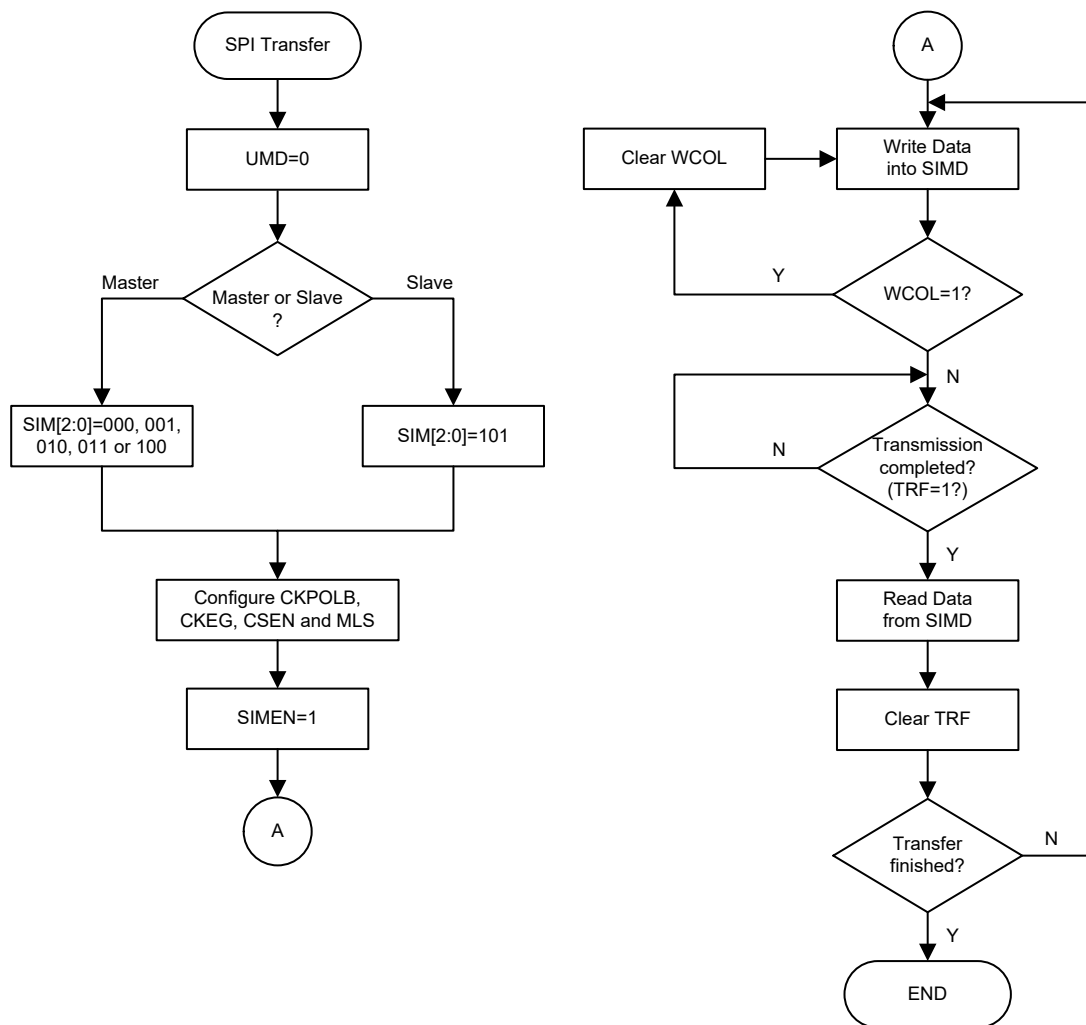 SPI Transfer
UMD=0
Master
Slave
Master or Slave
?
SIM[2:0]=000, 001,
010, 011 or 100
SIM[2:0]=101
Configure CKPOLB,
CKEG, CSEN and MLS
SIMEN=1
A
A
Clear WCOL
Write Data
into SIMD
Y
WCOL=1?
N
N
Transmission
completed?
(TRF=1?)
Y
Read Data
from SIMD
Clear TRF
Transfer
finished?
N
Y
END